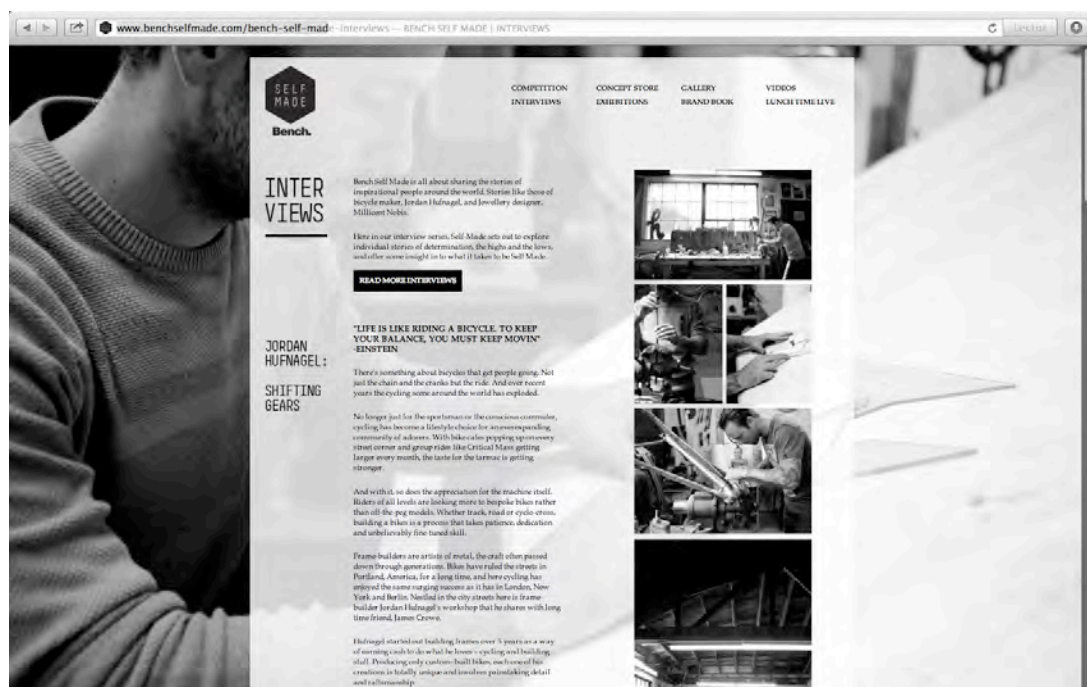 www.benchselfmade.com/bench-self-made-interviews — BENCH SELF MADE | INTERVIEWS
Lector
SELF
MADE
Bench.
COMPETITION
CONCEPT STORE
GALLERY
VIDEOS
INTERVIEWS
EXHIBITIONS
BRAND BOOK
LUNCH TIME LIVE
INTER
VIEWS
Bench Self Made is all about sharing the stories of
inspirational people around the world. Stories like those of
bicycle maker, Jordan Hufnagel, and Jewellery designer,
Millicent Nobis.
Here in our interview series, Self-Made sets out to explore
individual stories of determination, the highs and the lows,
and offer some insight in to what it takes to be Self Made.
READ MORE INTERVIEWS
JORDAN
HUFNAGEL:
SHIFTING
GEARS
"LIFE IS LIKE RIDING A BICYCLE. TO KEEP
YOUR BALANCE, YOU MUST KEEP MOVIN"
-EINSTEIN
There's something about bicycles that get people going. Not
just the chain and the cranks but the ride. And over recent
years the cycling some around the world has exploded.
No longer just for the sportsman or the conscious commuter,
cycling has become a lifestyle choice for an ever expanding
community of adorers. With bike cafes popping up on every
street corner and group rides like Critical Mass getting
larger every month, the taste for the tarmac is getting
stronger.
And with it, so does the appreciation for the machine itself.
Riders of all levels are looking more to bespoke bikes rather
than off-the-peg models. Whether track, road or cyclo-cross,
building a bikes is a process that takes patience, dedication
and unbelievably fine-tuned skill.
Frame-builders are artists of metal, the craft often passed
down through generations. Bikes have ruled the streets in
Portland, America, for a long time, and here cycling has
enjoyed the same surging success as it has in London, New
York and Berlin. Nestled in the city streets here is frame
builder Jordan Hufnagel's workshop that he shares with long
time friend, James Crowe.
Hufnagel started out building frames over 5 years as a way
of earning cash to do what he loves – cycling and building
stuff. Producing only custom-built bikes, each one of his
creations is totally unique and involves painstaking detail
and craftsmanship.